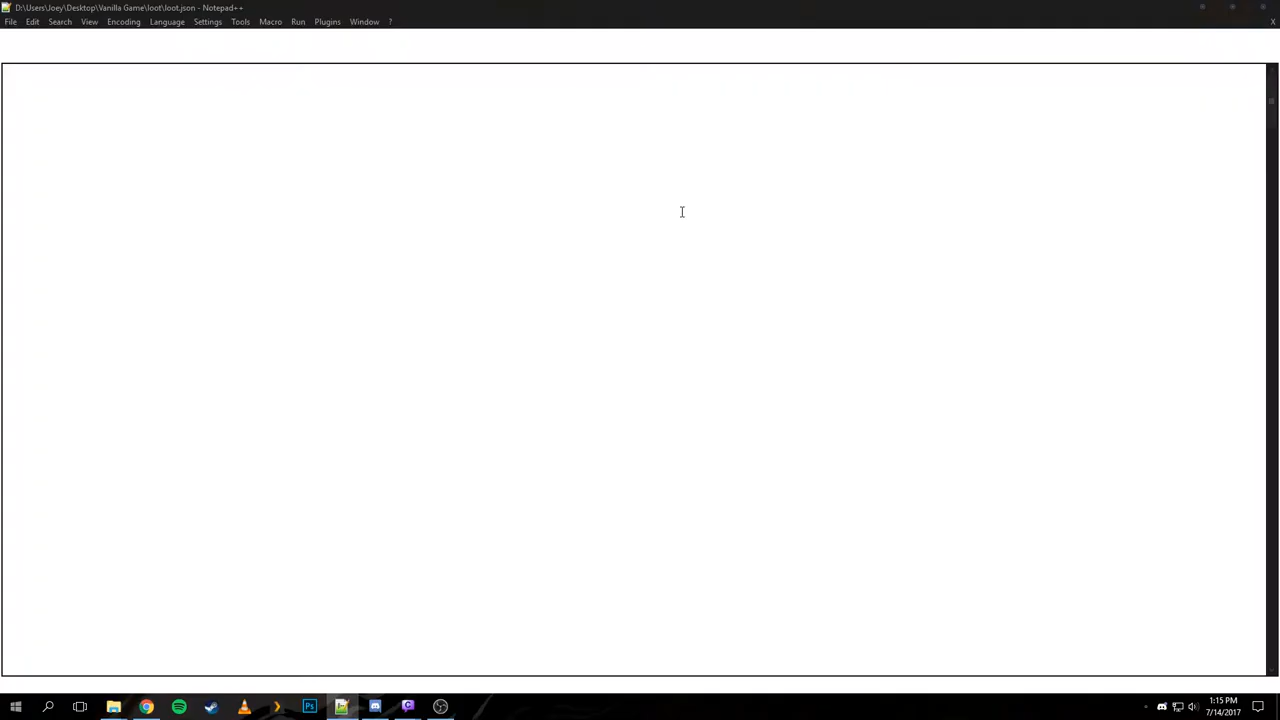 D:\Users\Joey\Desktop\Vanilla Game\loot\loot.json - Notepad++
File Edit Search View Encoding Language Settings Tools Macro Run Plugins Window ? X
Ps
1:15 PM
7/14/2017